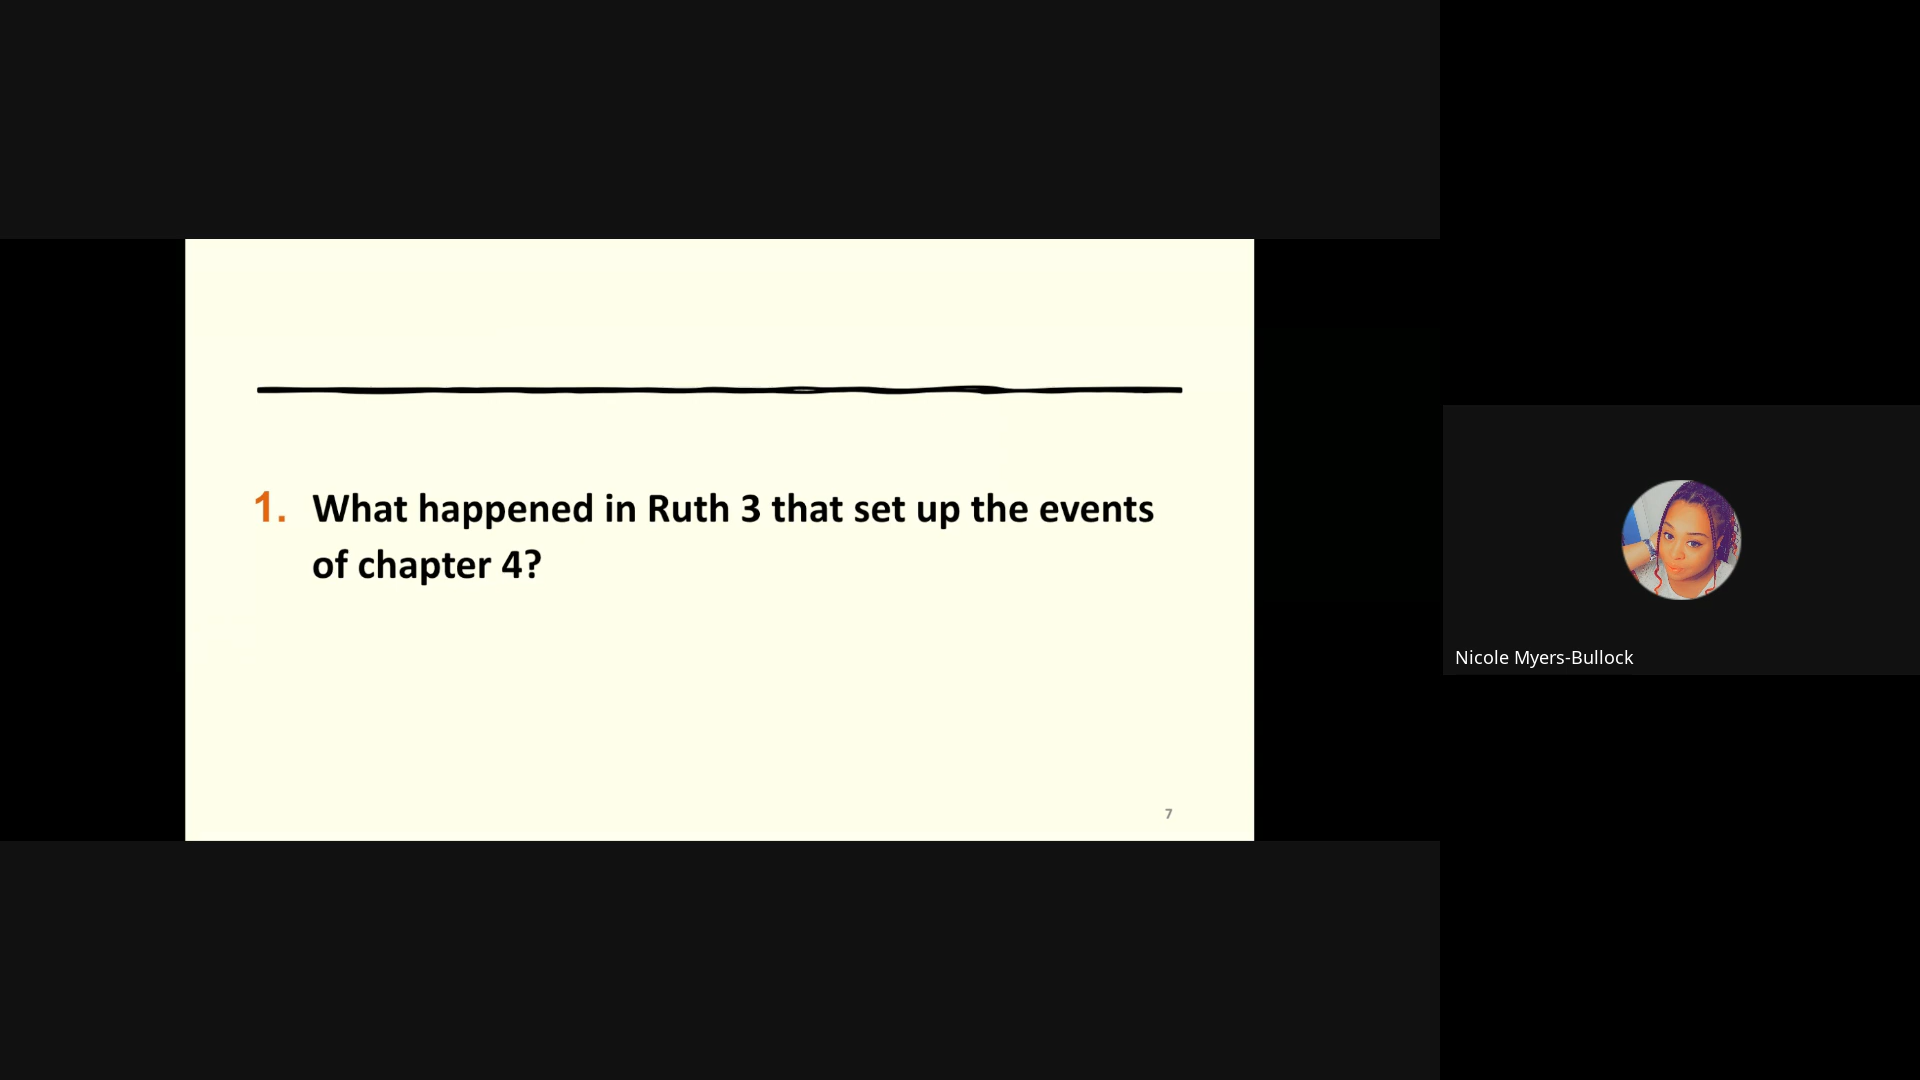 1. What happened in Ruth 3 that set up the events
of chapter 4?
7
Nicole Myers-Bullock